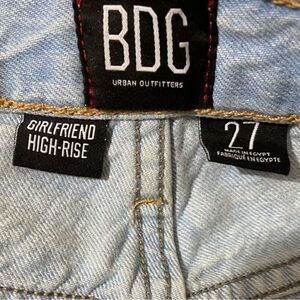 BDG
URBAN OUTFITTERS
GIRLFRIEND
HIGH-RISE
27
MADE IN EGYPT
FABRIQUÉ EN EGYPTE